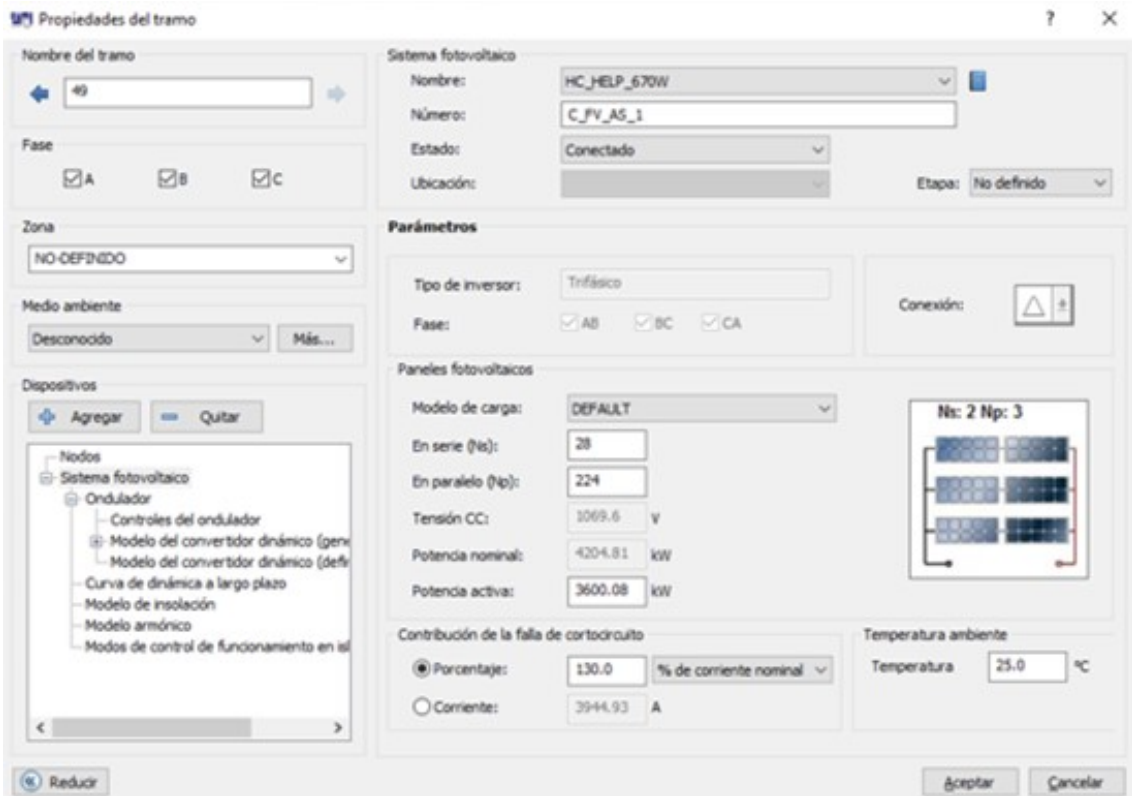 Propiedades del tramo
? ×
Nombre del tramo
49
Fase
A B C
Zona
NO-DEFINIDO
Medio ambiente
Desconocido Más...
Dispositivos
Agregar Quitar
Nodos
Sistema fotovoltaico
Ondulador
Controles del ondulador
Modelo del convertidor dinámico (gene
Modelo del convertidor dinámico (defir
Curva de dinámica a largo plazo
Modelo de insolación
Modelo armónico
Modos de control de funcionamiento en isl
Reducir
Sistema fotovoltaico
Nombre: HC_HELP_670W
Número: C_FV_AS_1
Estado: Conectado
Ubicación: Etapa: No definido
Parámetros
Tipo de inversor: Trifásico
Fase: AB BC CA
Conexión:
Paneles fotovoltaicos
Modelo de carga: DEFAULT
En serie (Ns): 28
En paralelo (Np): 224
Tensión CC: 1069.6 V
Potencia nominal: 4204.81 kW
Potencia activa: 3600.08 kW
Ns: 2 Np: 3
Contribución de la falla de cortocircuito
Porcentaje: 130.0 % de corriente nominal
Corriente: 3944.93 A
Temperatura ambiente
Temperatura 25.0 ºC
Aceptar Cancelar